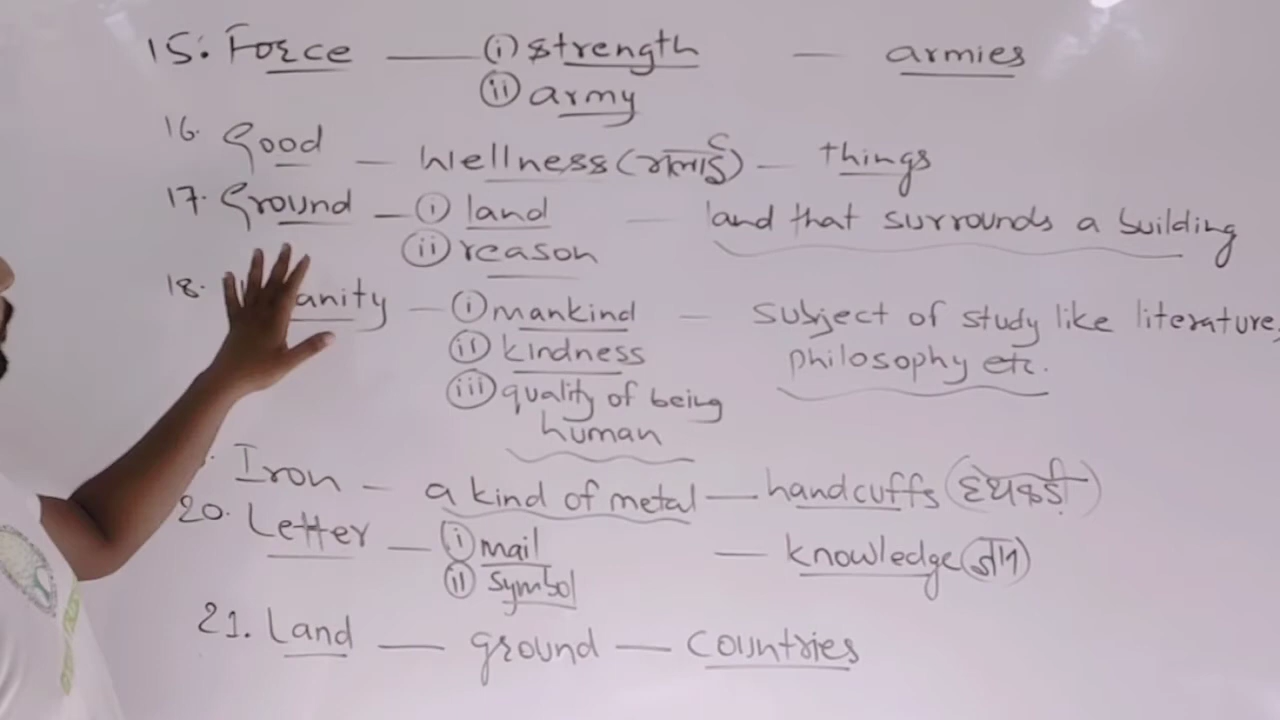 15. Force — (i) strength — armies
(ii) army
16. Good — wellness ( ) — things
17. Ground — (i) land — land that surrounds a building
(ii) reason
18. anity — (i) mankind — subject of study like literature,
(ii) kindness philosophy etc.
(iii) quality of being
human
Iron — a kind of metal — handcuffs ( )
20. Letter — (i) mail — knowledge ( )
(ii) symbol
21. Land — ground — countries